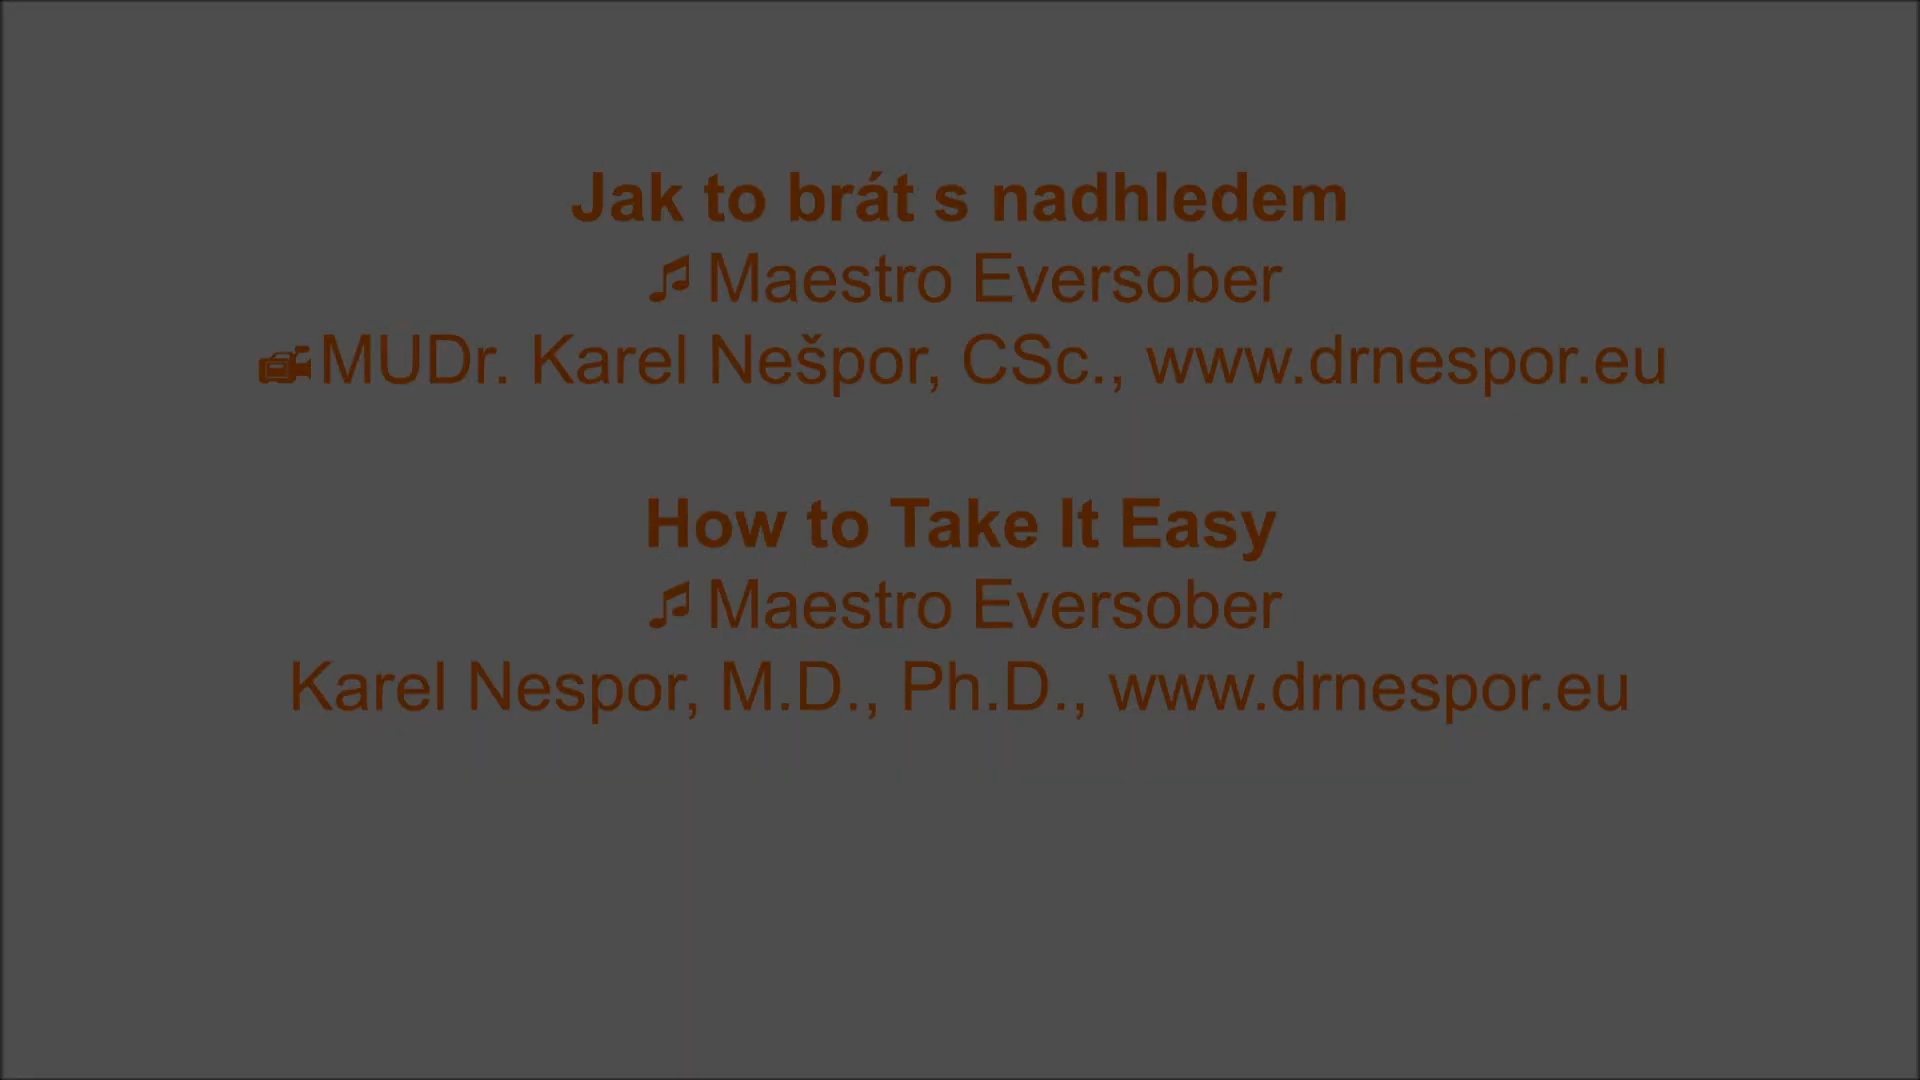 Jak to brát s nadhledem
🎵 Maestro Eversober
📹 MUDr. Karel Nešpor, CSc., www.drnespor.eu
How to Take It Easy
🎵 Maestro Eversober
Karel Nespor, M.D., Ph.D., www.drnespor.eu